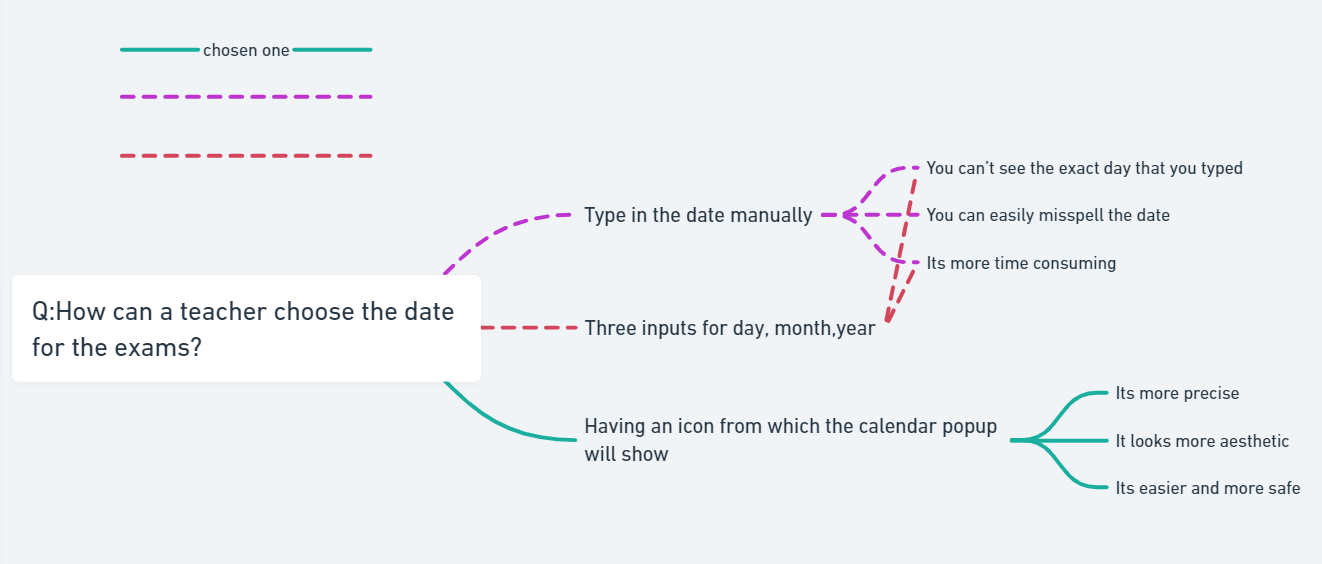 chosen one
You can't see the exact day that you typed
Type in the date manually
You can easily misspell the date
Its more time consuming
Q:How can a teacher choose the date
for the exams?
Three inputs for day, month,year
Having an icon from which the calendar popup
will show
Its more precise
It looks more aesthetic
Its easier and more safe